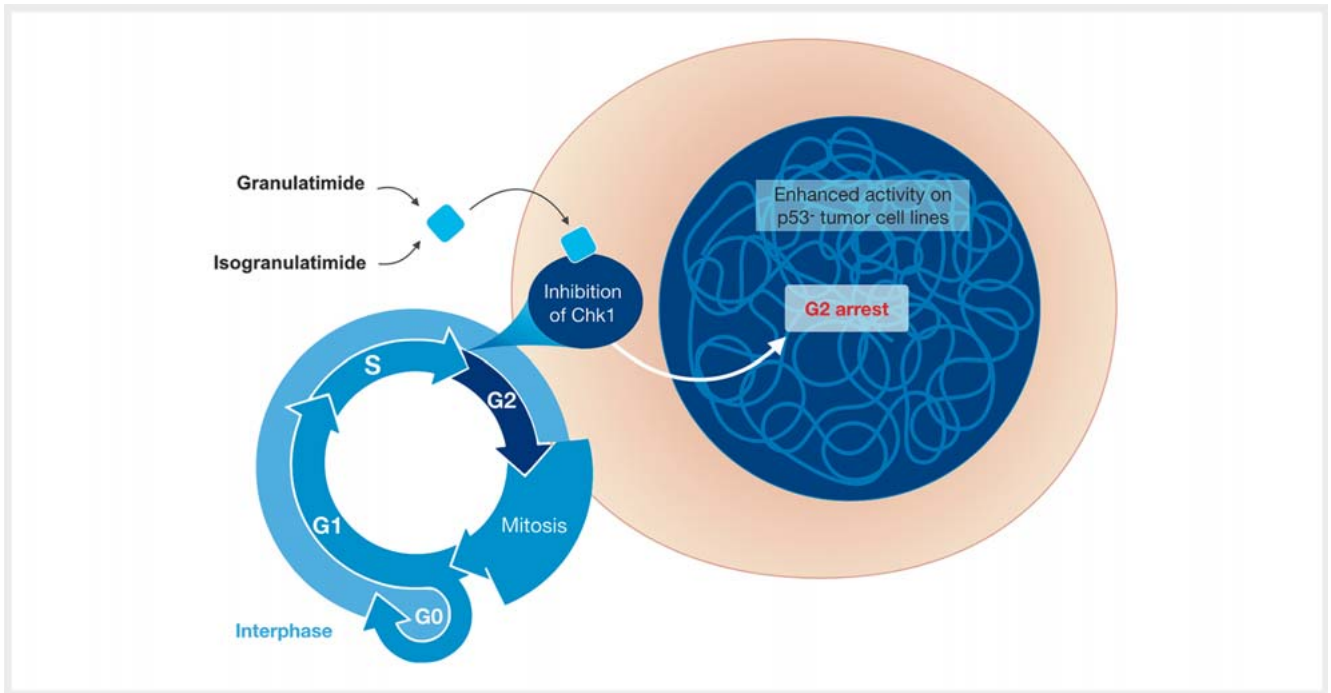 Granulatimide
Isogranulatimide
Inhibition
of Chk1
Enhanced activity on
p53- tumor cell lines
G2 arrest
S
G2
G1
Mitosis
G0
Interphase